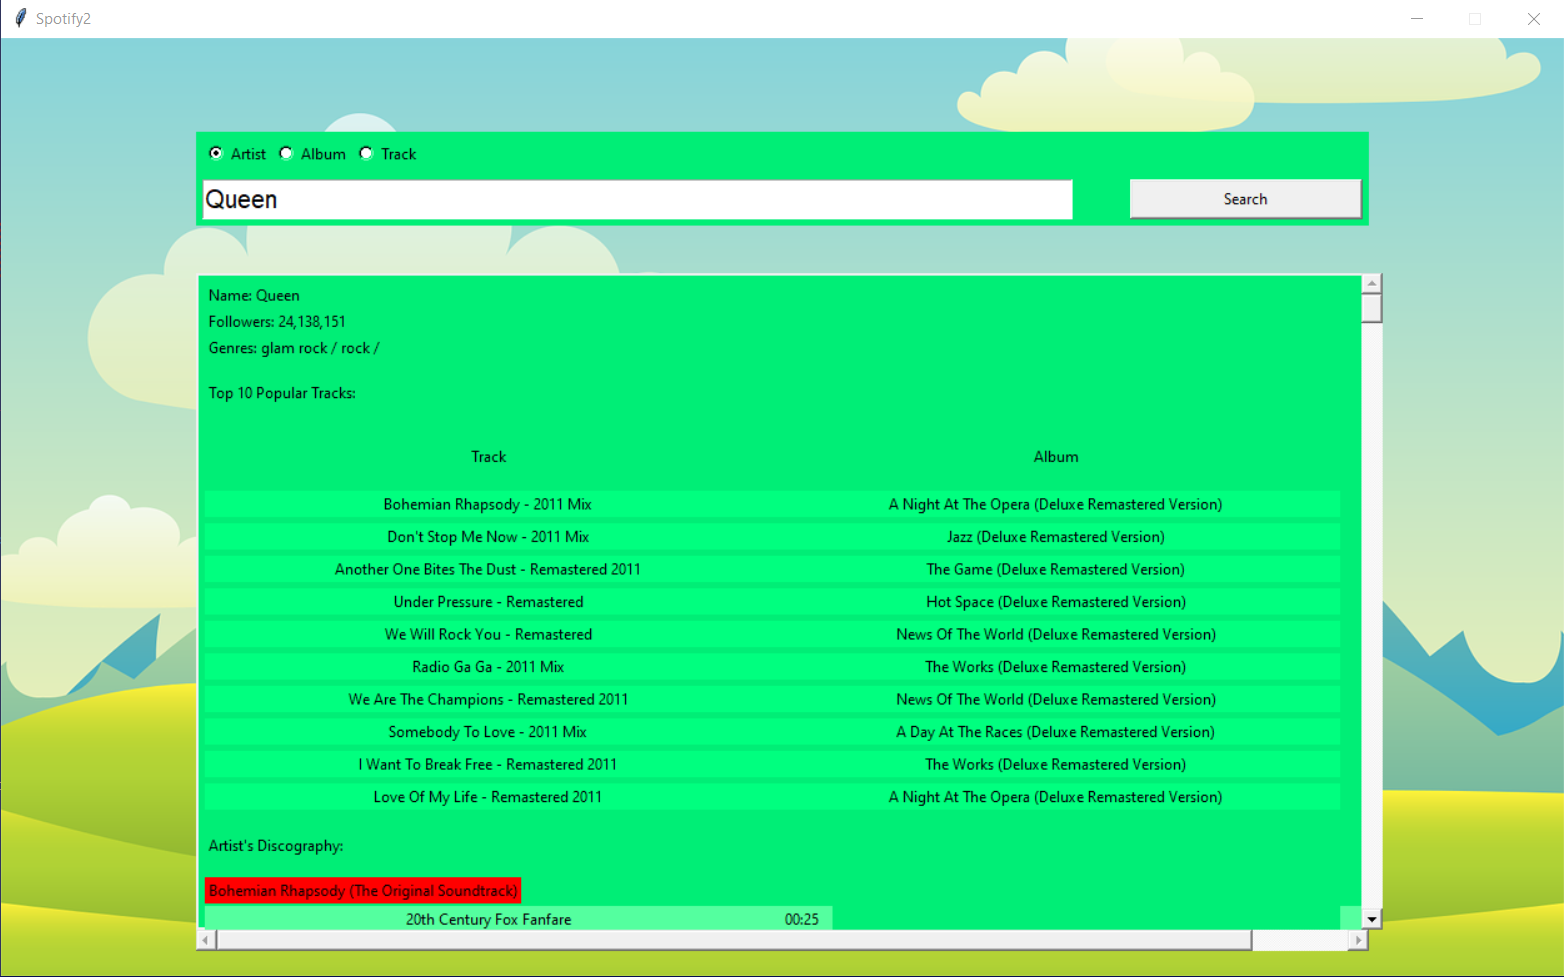 Spotify2
Artist Album Track
Queen Search
Name: Queen
Followers: 24,138,151
Genres: glam rock / rock /
Top 10 Popular Tracks:
Track Album
Bohemian Rhapsody - 2011 Mix A Night At The Opera (Deluxe Remastered Version)
Don't Stop Me Now - 2011 Mix Jazz (Deluxe Remastered Version)
Another One Bites The Dust - Remastered 2011 The Game (Deluxe Remastered Version)
Under Pressure - Remastered Hot Space (Deluxe Remastered Version)
We Will Rock You - Remastered News Of The World (Deluxe Remastered Version)
Radio Ga Ga - 2011 Mix The Works (Deluxe Remastered Version)
We Are The Champions - Remastered 2011 News Of The World (Deluxe Remastered Version)
Somebody To Love - 2011 Mix A Day At The Races (Deluxe Remastered Version)
I Want To Break Free - Remastered 2011 The Works (Deluxe Remastered Version)
Love Of My Life - Remastered 2011 A Night At The Opera (Deluxe Remastered Version)
Artist's Discography:
Bohemian Rhapsody (The Original Soundtrack)
20th Century Fox Fanfare 00:25